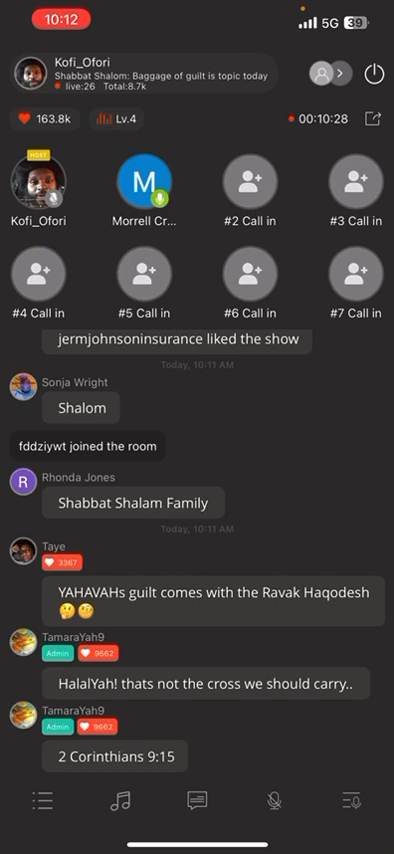 10:12
5G 39
Kofi_Ofori
Shabbat Shalom: Baggage of guilt is topic today
live:26 Total:8.7k
163.8k
Lv.4
00:10:28
HOST
M
Kofi_Ofori
Morrell Cr...
#2 Call in
#3 Call in
#4 Call in
#5 Call in
#6 Call in
#7 Call in
jermjohnsoninsurance liked the show
Today, 10:11 AM
Sonja Wright
Shalom
fddziywt joined the room
R
Rhonda Jones
Shabbat Shalam Family
Today, 10:11 AM
Taye
3367
YAHAVAHs guilt comes with the Ravak Haqodesh
🤔🧐
TamaraYah9
Admin 9662
HalalYah! thats not the cross we should carry..
TamaraYah9
Admin 9662
2 Corinthians 9:15